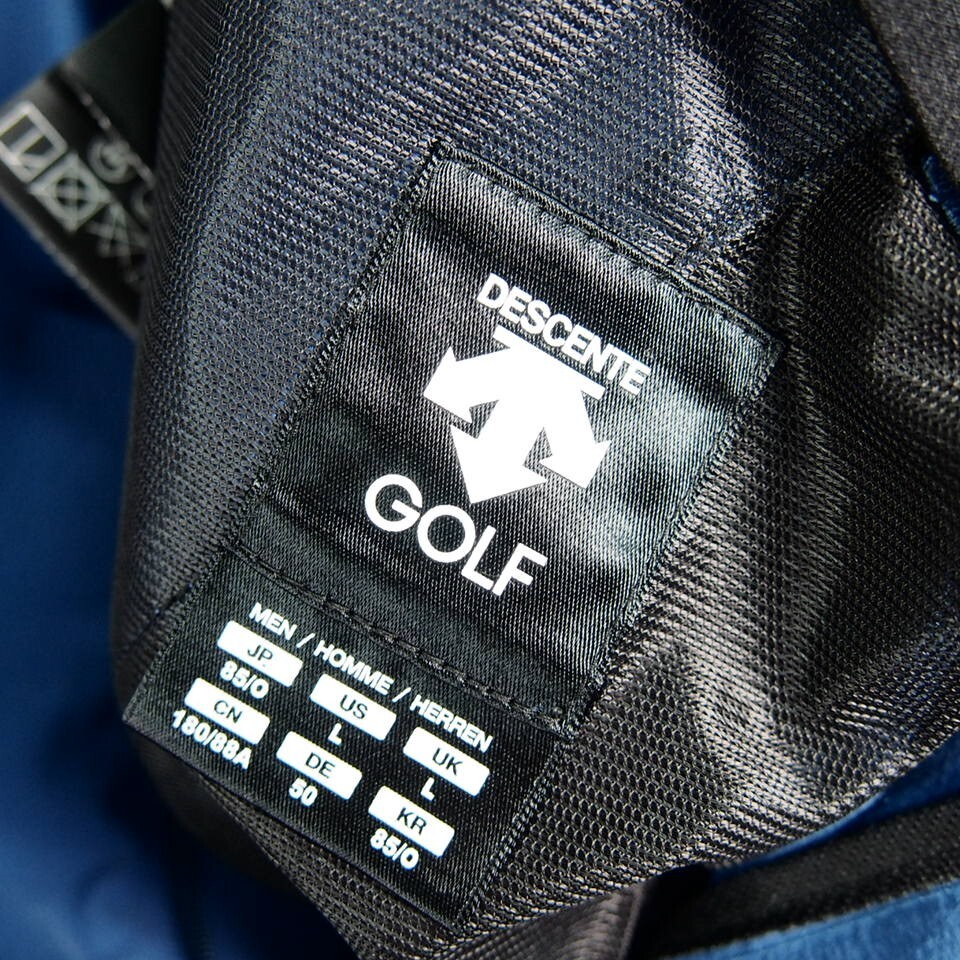 DESCENTE
GOLF
MEN / HOMME / HERREN
JP US UK
85/O L L
CN DE KR
180/88A 50 85/O